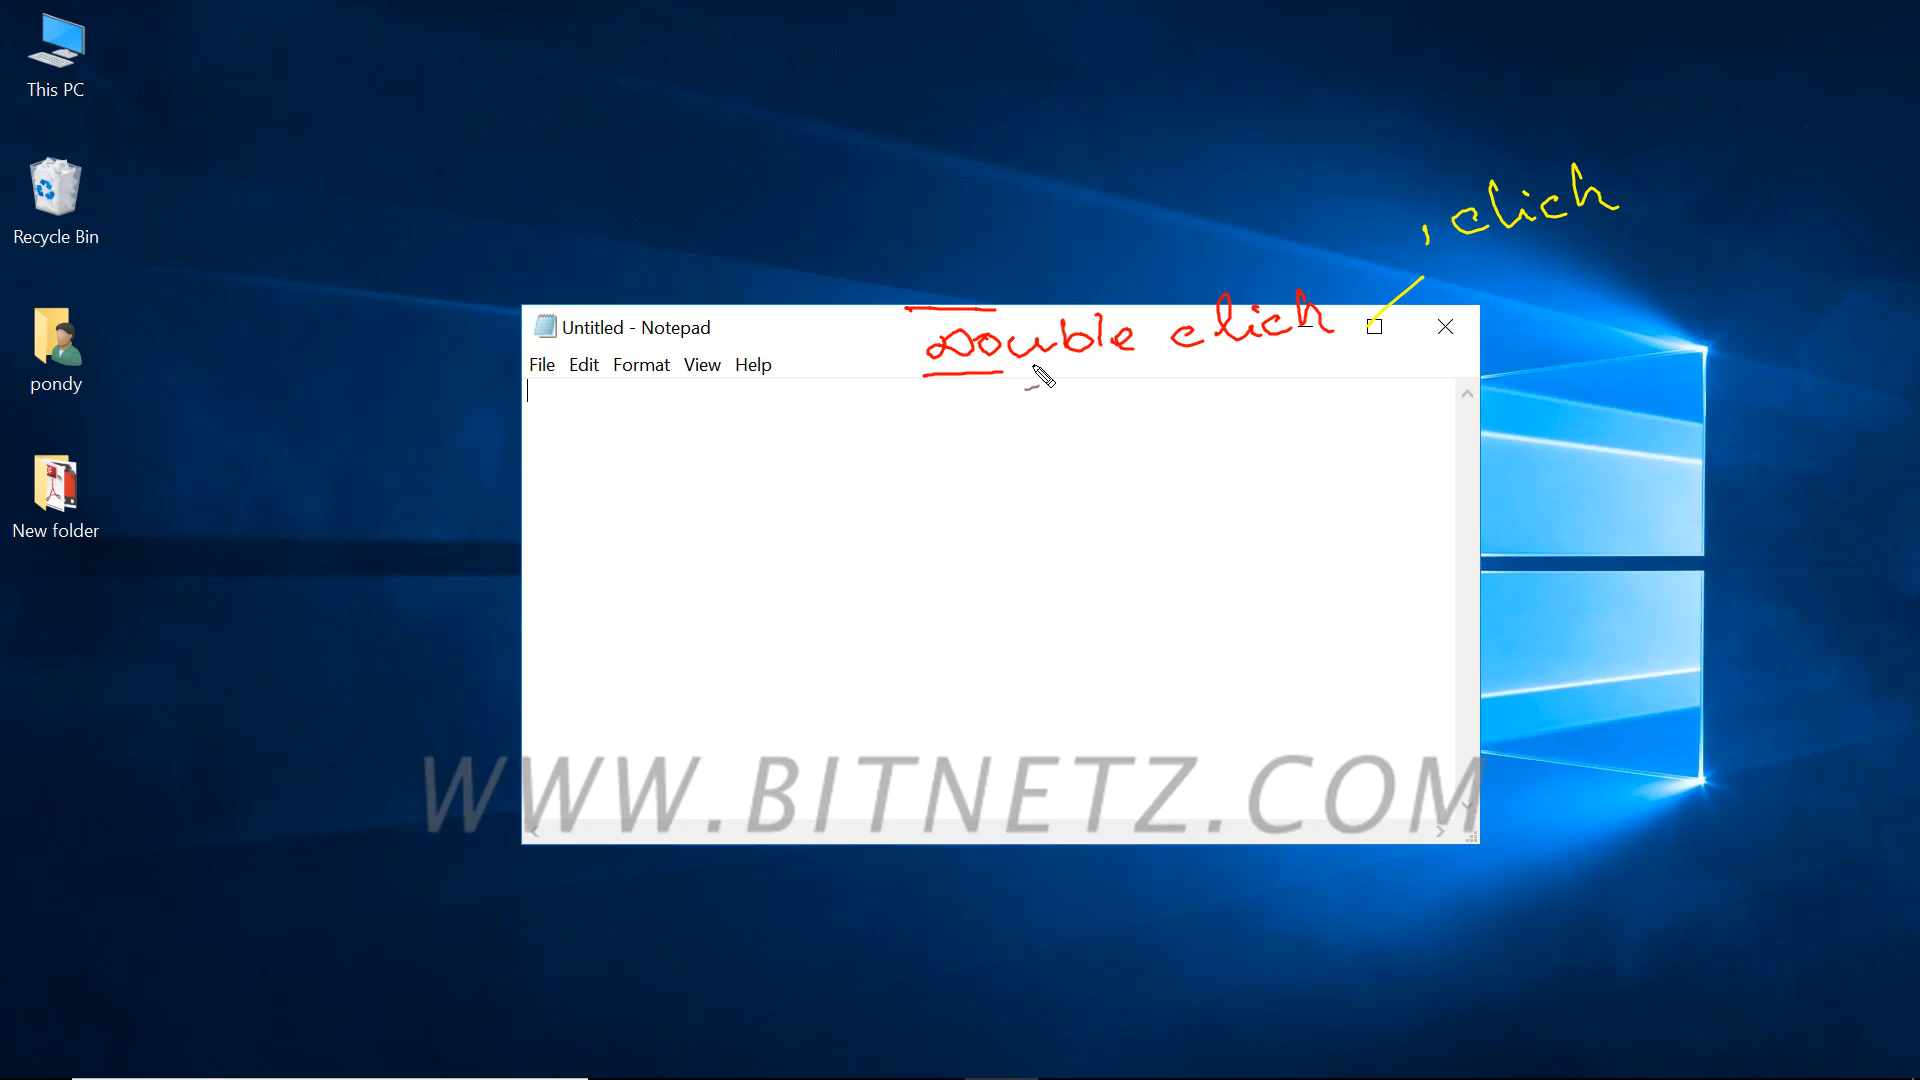 This PC
Recycle Bin
pondy
New folder
, click
Untitled - Notepad
Double click
File Edit Format View Help
WWW.BITNETZ.COM